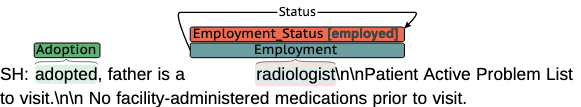 Status
Employment_Status [employed]
Adoption
Employment
SH: adopted, father is a radiologist\n\nPatient Active Problem List
to visit.\n\n No facility-administered medications prior to visit.